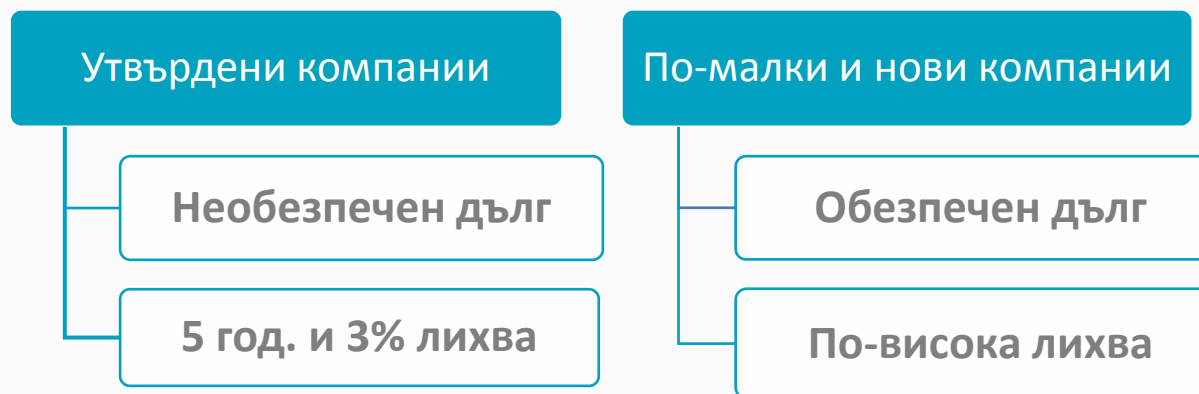 Утвърдени компании
Необезпечен дълг
5 год. и 3% лихва
По-малки и нови компании
Обезпечен дълг
По-висока лихва